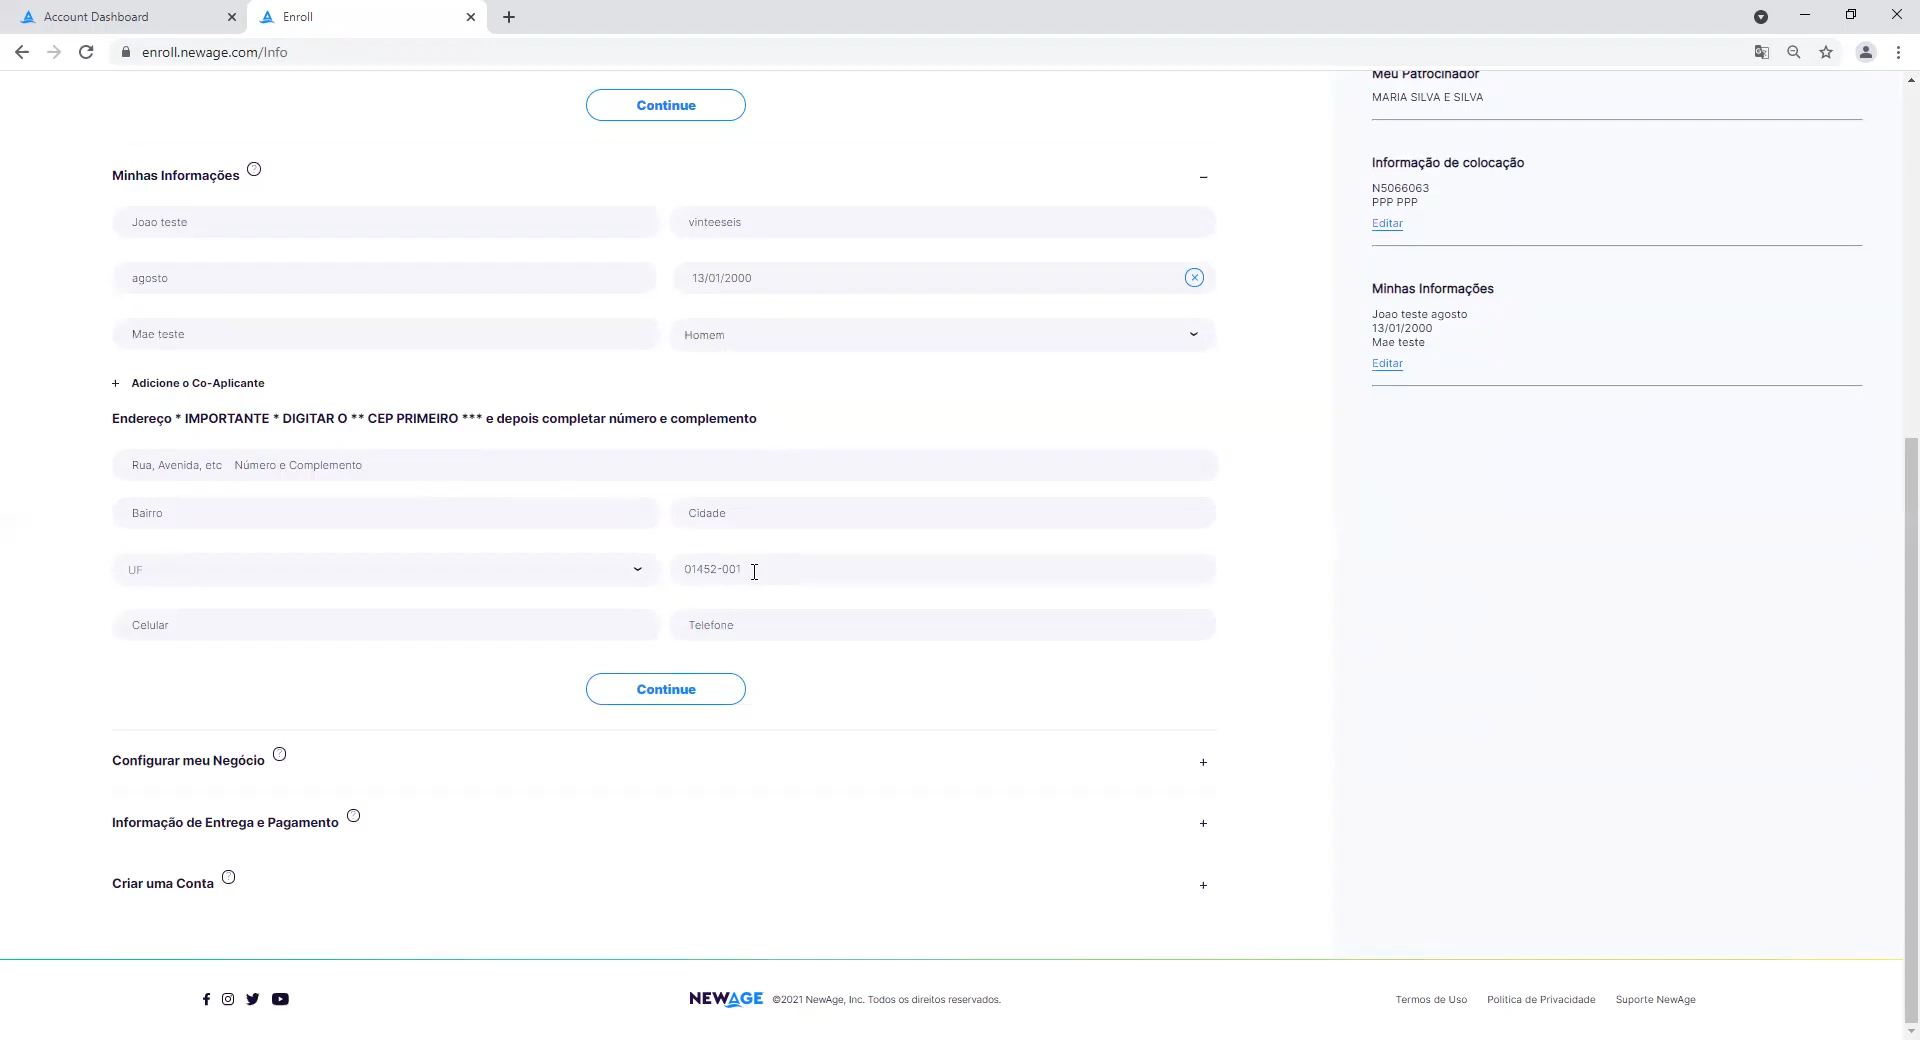 Account Dashboard
Enroll
enroll.newage.com/Info
Continue
Minhas Informações ?
Joao teste
vinteeseis
agosto
13/01/2000
Mae teste
Homem
+ Adicione o Co-Aplicante
Endereço * IMPORTANTE * DIGITAR O ** CEP PRIMEIRO *** e depois completar número e complemento
Rua, Avenida, etc Número e Complemento
Bairro
Cidade
UF
01452-001
Celular
Telefone
Continue
Configurar meu Negócio ?
+
Informação de Entrega e Pagamento ?
+
Criar uma Conta ?
+
Meu Patrocinador
MARIA SILVA E SILVA
Informação de colocação
N5066063
PPP PPP
Editar
Minhas Informações
Joao teste agosto
13/01/2000
Mae teste
Editar
NEWAGE ©2021 NewAge, Inc. Todos os direitos reservados.
Termos de Uso
Politica de Privacidade
Suporte NewAge